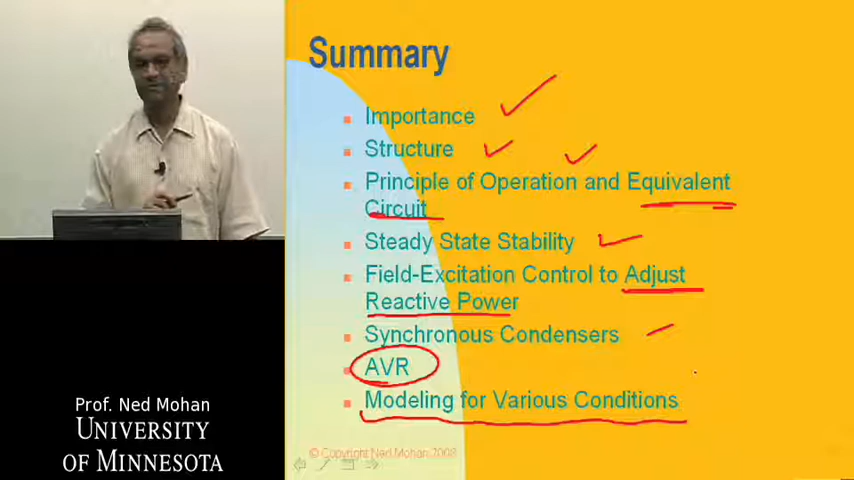 Summary
Importance
Structure
Principle of Operation and Equivalent
Circuit
Steady State Stability
Field-Excitation Control to Adjust
Reactive Power
Synchronous Condensers
AVR
Modeling for Various Conditions
© Copyright Ned Mohan 2008
Prof. Ned Mohan
UNIVERSITY
OF MINNESOTA